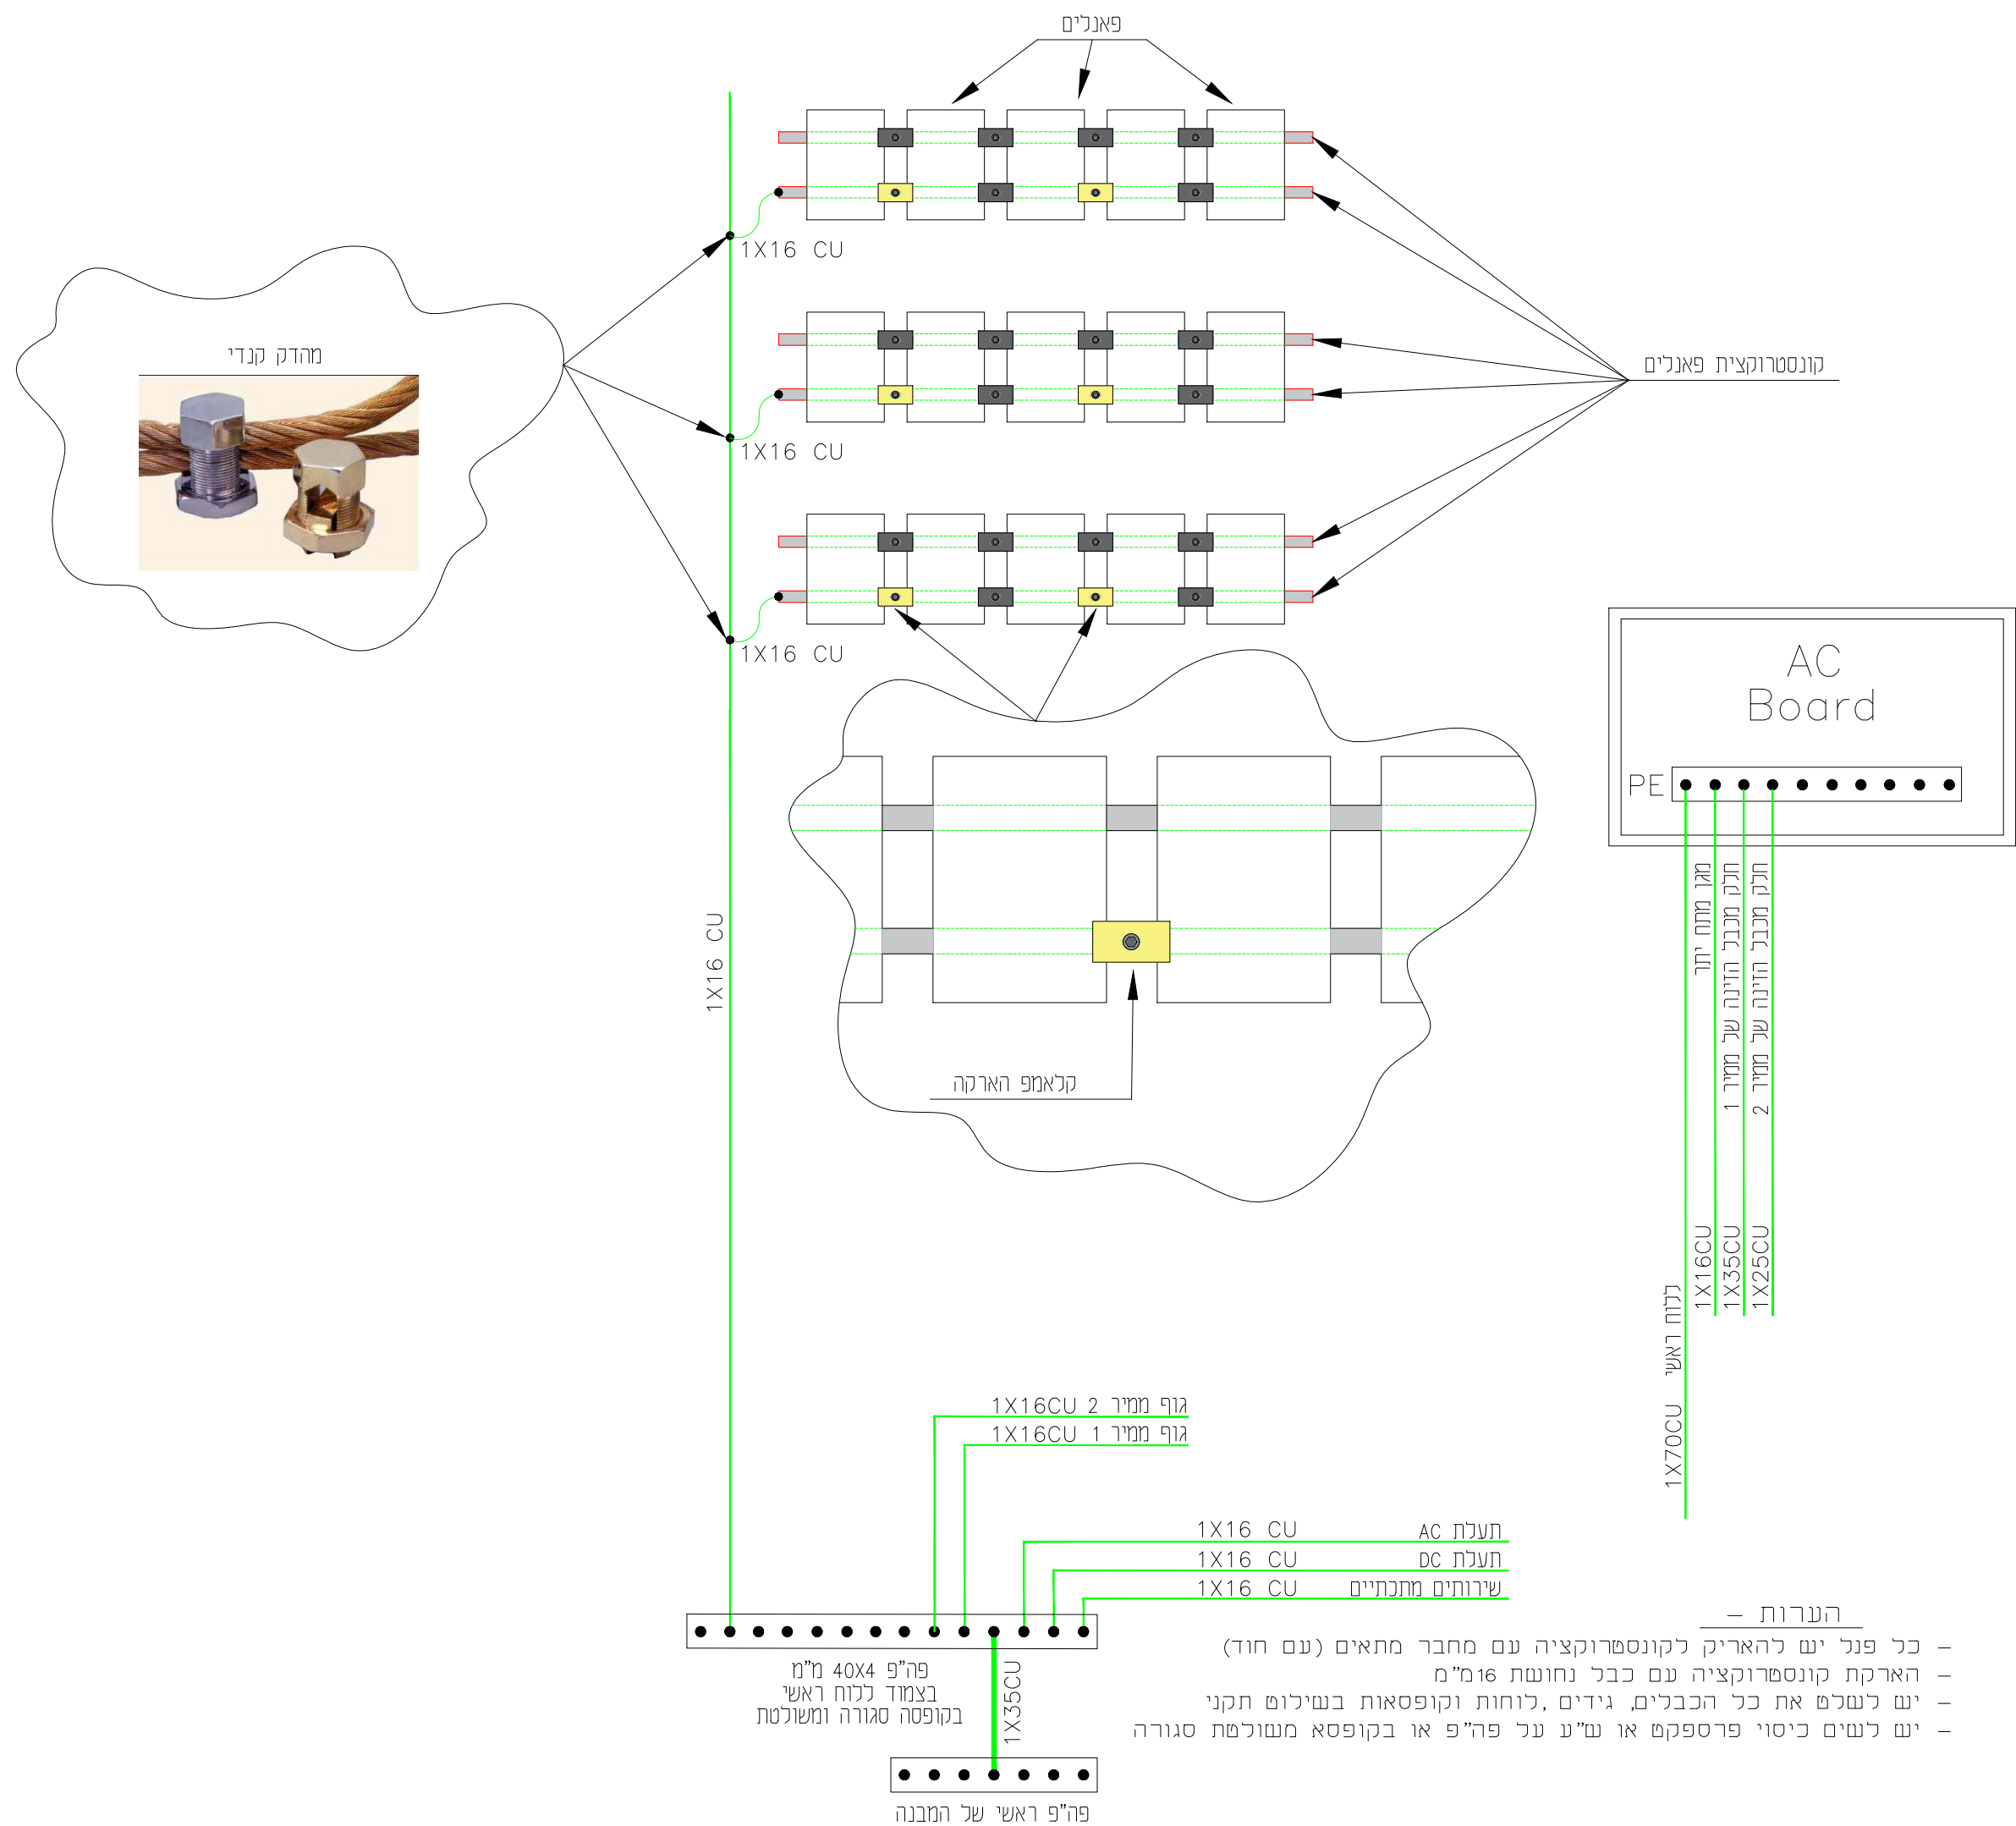 פאנלים
1X16 CU
מהדק קנדי
1X16 CU
קונסטרוקצית פאנלים
1X16 CU
AC
Board
PE
מגן מתח יתר
חלק מכבל הזינה של ממיר 1
חלק מכבל הזינה של ממיר 2
1X16 CU
קלאמפ הארקה
1X16CU
1X35CU
1X25CU
1X70CU ללוח ראשי
גוף ממיר 2 1X16CU
גוף ממיר 1 1X16CU
תעלת AC 1X16 CU
תעלת DC 1X16 CU
שירותים מתכתיים 1X16 CU
פה"פ 40X4 מ"מ
בצמוד ללוח ראשי
בקופסה סגורה ומשולטת
1X35CU
פה"פ ראשי של המבנה
הערות –
– כל פנל יש להאריק לקונסטרוקציה עם מחבר מתאים (עם חוד)
– הארקת קונסטרוקציה עם כבל נחושת 16מ"מ
– יש לשלט את כל הכבלים, גידים ,לוחות וקופסאות בשילוט תקני
– יש לשים כיסוי פרספקט או ש"ע על פה"פ או בקופסא משולטת סגורה